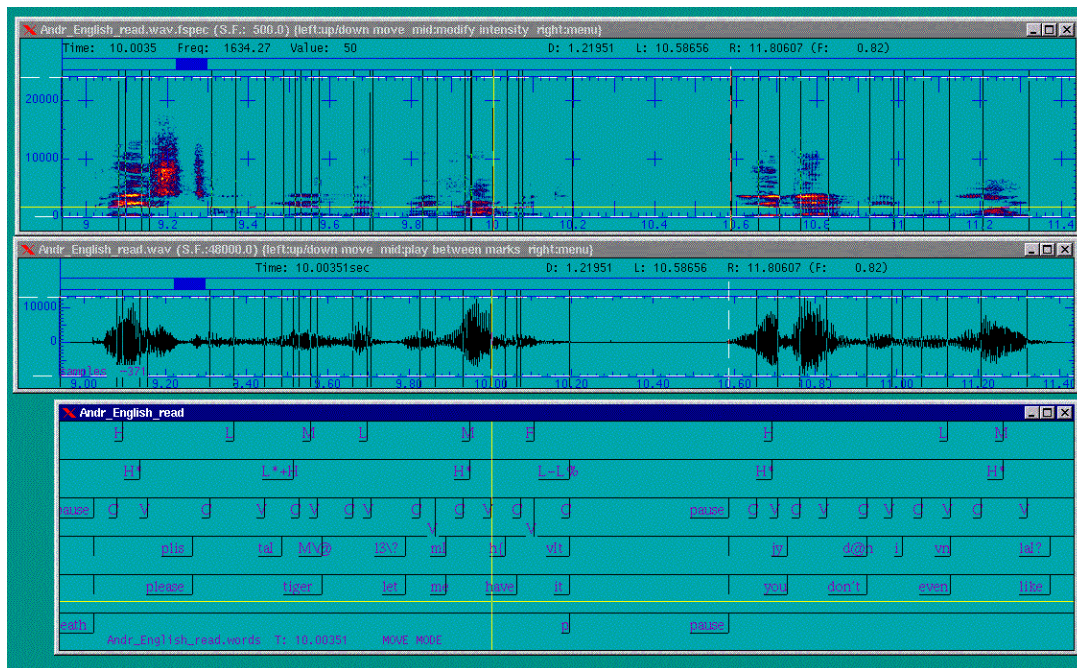 Andr_English_read.wav.fspec (S.F.: 500.0) {left:up/down move mid:modify intensity right:menu}
Time: 10.0035 Freq: 1634.27 Value: 50 D: 1.21951 L: 10.58656 R: 11.80607 (F: 0.82)
20000
10000
0
9 9.2 9.4 9.6 9.8 10 10.2 10.4 10.6 10.8 11 11.2 11.4
Andr_English_read.wav (S.F.:48000.0) {left:up/down move mid:play between marks right:menu}
Time: 10.00351sec D: 1.21951 L: 10.58656 R: 11.80607 (F: 0.82)
10000
0
Samples -371
9.00 9.20 9.40 9.60 9.80 10.00 10.20 10.40 10.60 10.80 11.00 11.20 11.40
Andr_English_read
H L M L M H H L M
H* L*+H H* L-L% H* H*
pause C V C V C V C C V C V C V C pause C V C V C V C C V
plis tal M\@ l3\? mI h{ vIt jy d@n i vn lal?
please tiger let me have it you don't even like
eath p pause
Andr_English_read.words T: 10.00351 MOVE MODE